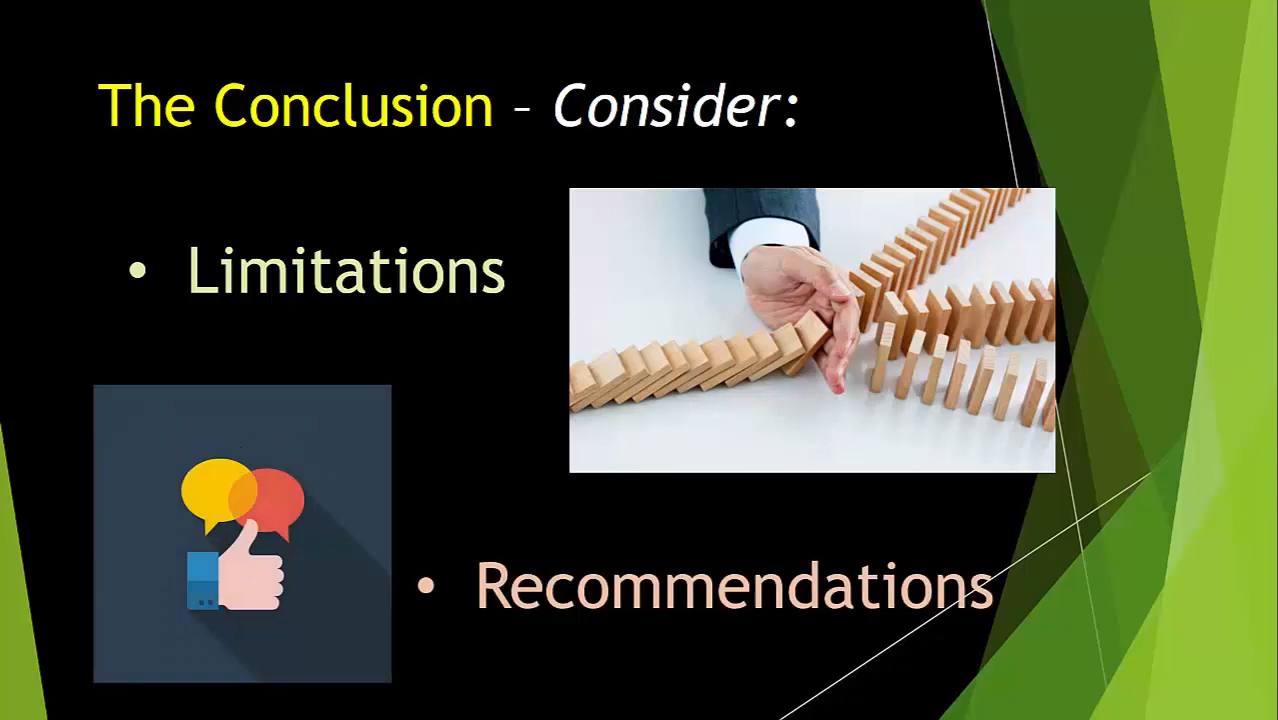 The Conclusion – Consider:
• Limitations
• Recommendations